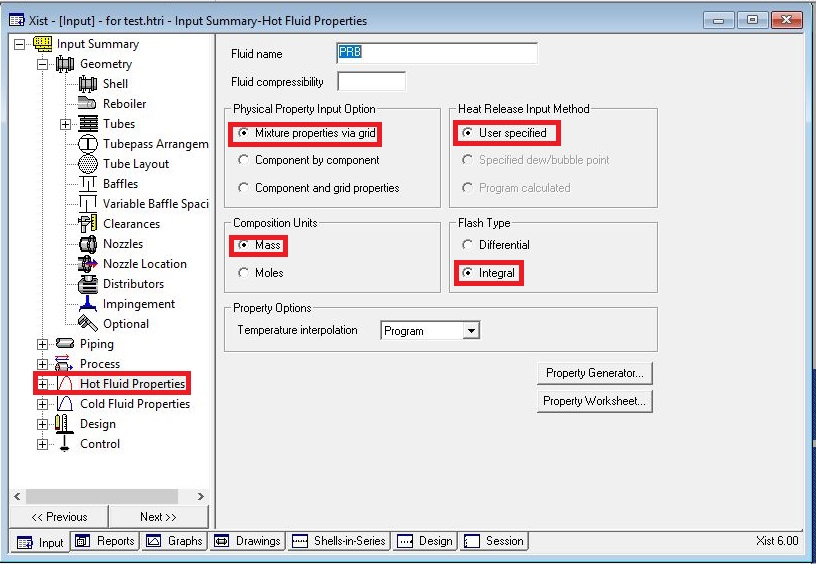 Xist - [Input] - for test.htri - Input Summary-Hot Fluid Properties
Input Summary
Geometry
Shell
Reboiler
Tubes
Tubepass Arrangem
Tube Layout
Baffles
Variable Baffle Spaci
Clearances
Nozzles
Nozzle Location
Distributors
Impingement
Optional
Piping
Process
Hot Fluid Properties
Cold Fluid Properties
Design
Control
<< Previous
Next >>
Fluid name PRB
Fluid compressibility
Physical Property Input Option
Mixture properties via grid
Component by component
Component and grid properties
Heat Release Input Method
User specified
Specified dew/bubble point
Program calculated
Composition Units
Mass
Moles
Flash Type
Differential
Integral
Property Options
Temperature interpolation Program
Property Generator...
Property Worksheet...
Input Reports Graphs Drawings Shells-in-Series Design Session Xist 6.00